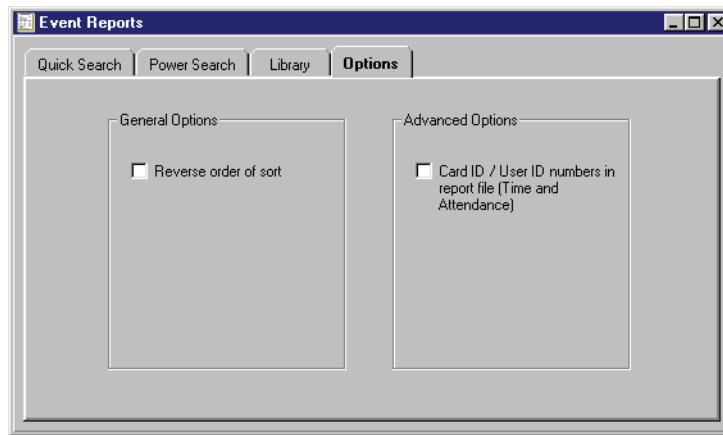 Event Reports
Quick Search
Power Search
Library
Options
General Options
Reverse order of sort
Advanced Options
Card ID / User ID numbers in
report file (Time and
Attendance)